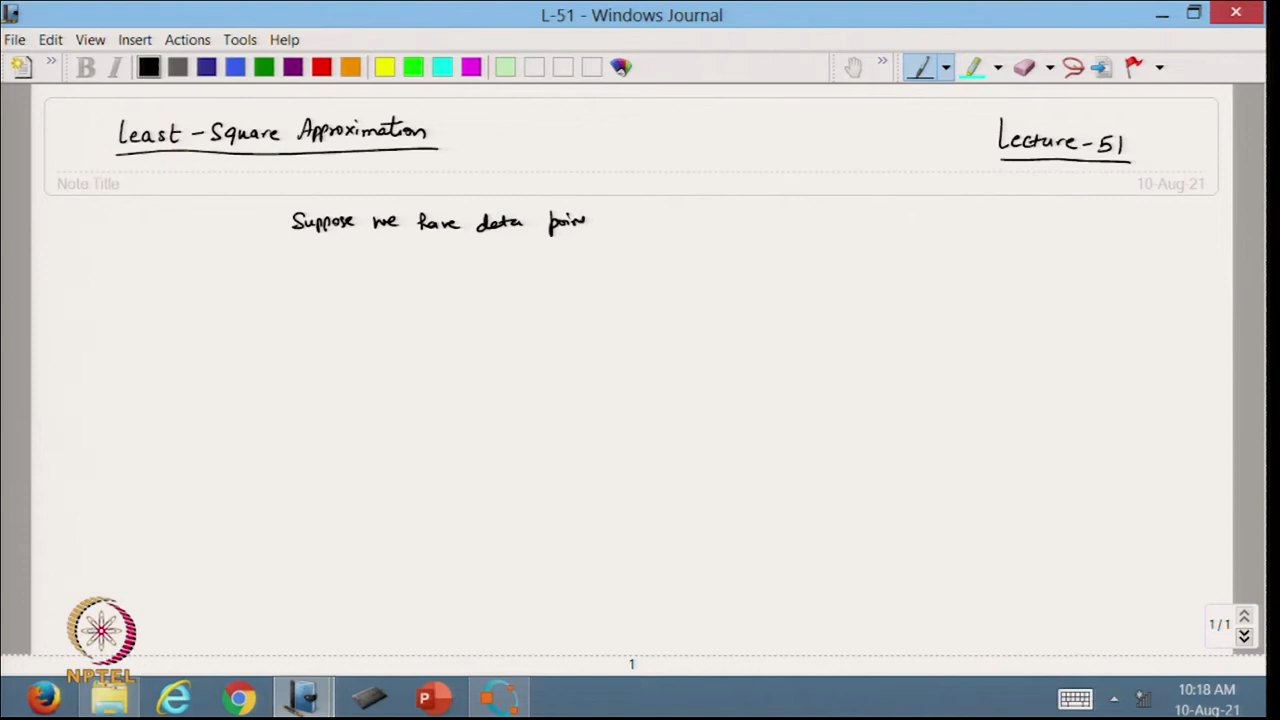 L-51 - Windows Journal
File Edit View Insert Actions Tools Help
B I
Least-Square Approximation
Lecture-51
Note Title
10-Aug-21
Suppose we have data poin
1/1
1
NPTEL
10:18 AM
10-Aug-21